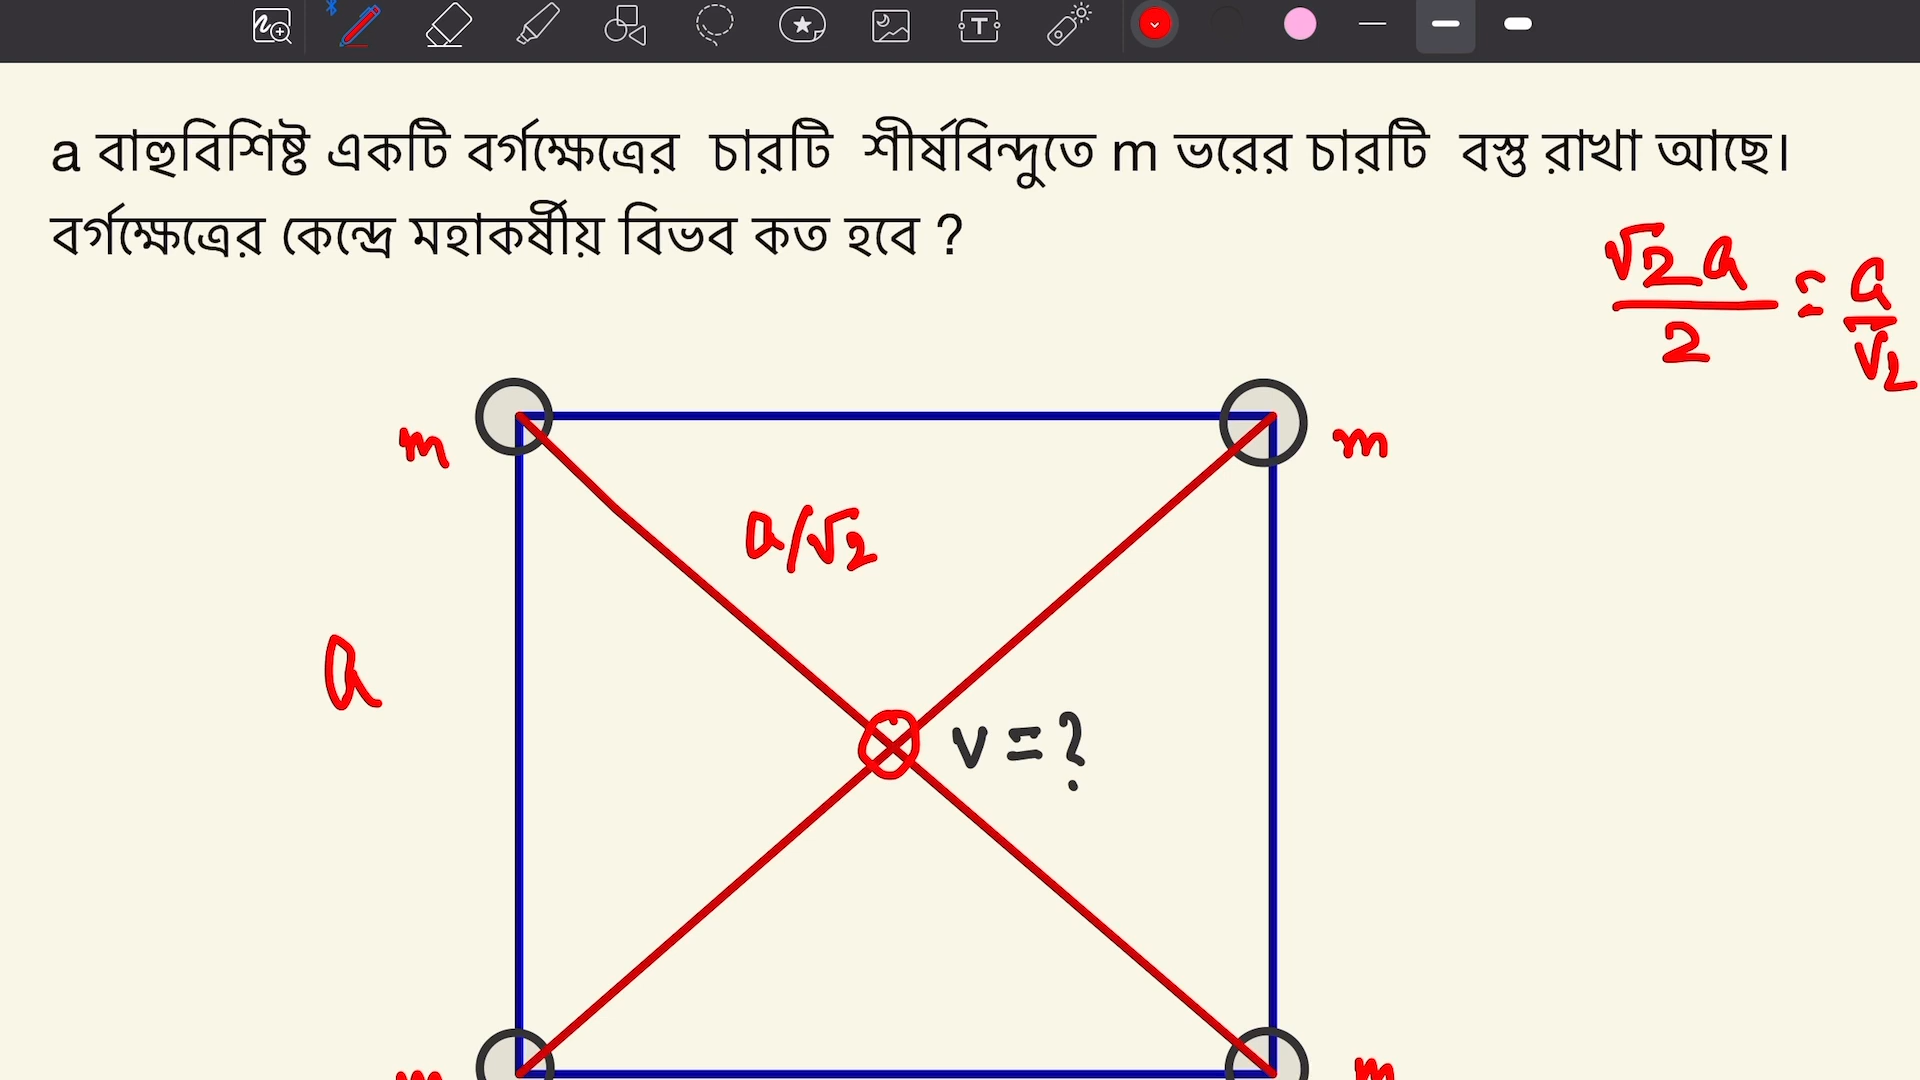 a বাহুবিশিষ্ট একটি বর্গক্ষেত্রের চারটি শীর্ষবিন্দুতে m ভরের চারটি বস্তু রাখা আছে।
বর্গক্ষেত্রের কেন্দ্রে মহাকর্ষীয় বিভব কত হবে ?
√2 a / 2 = a / √2
m
m
a/√2
a
v = ?
m
m